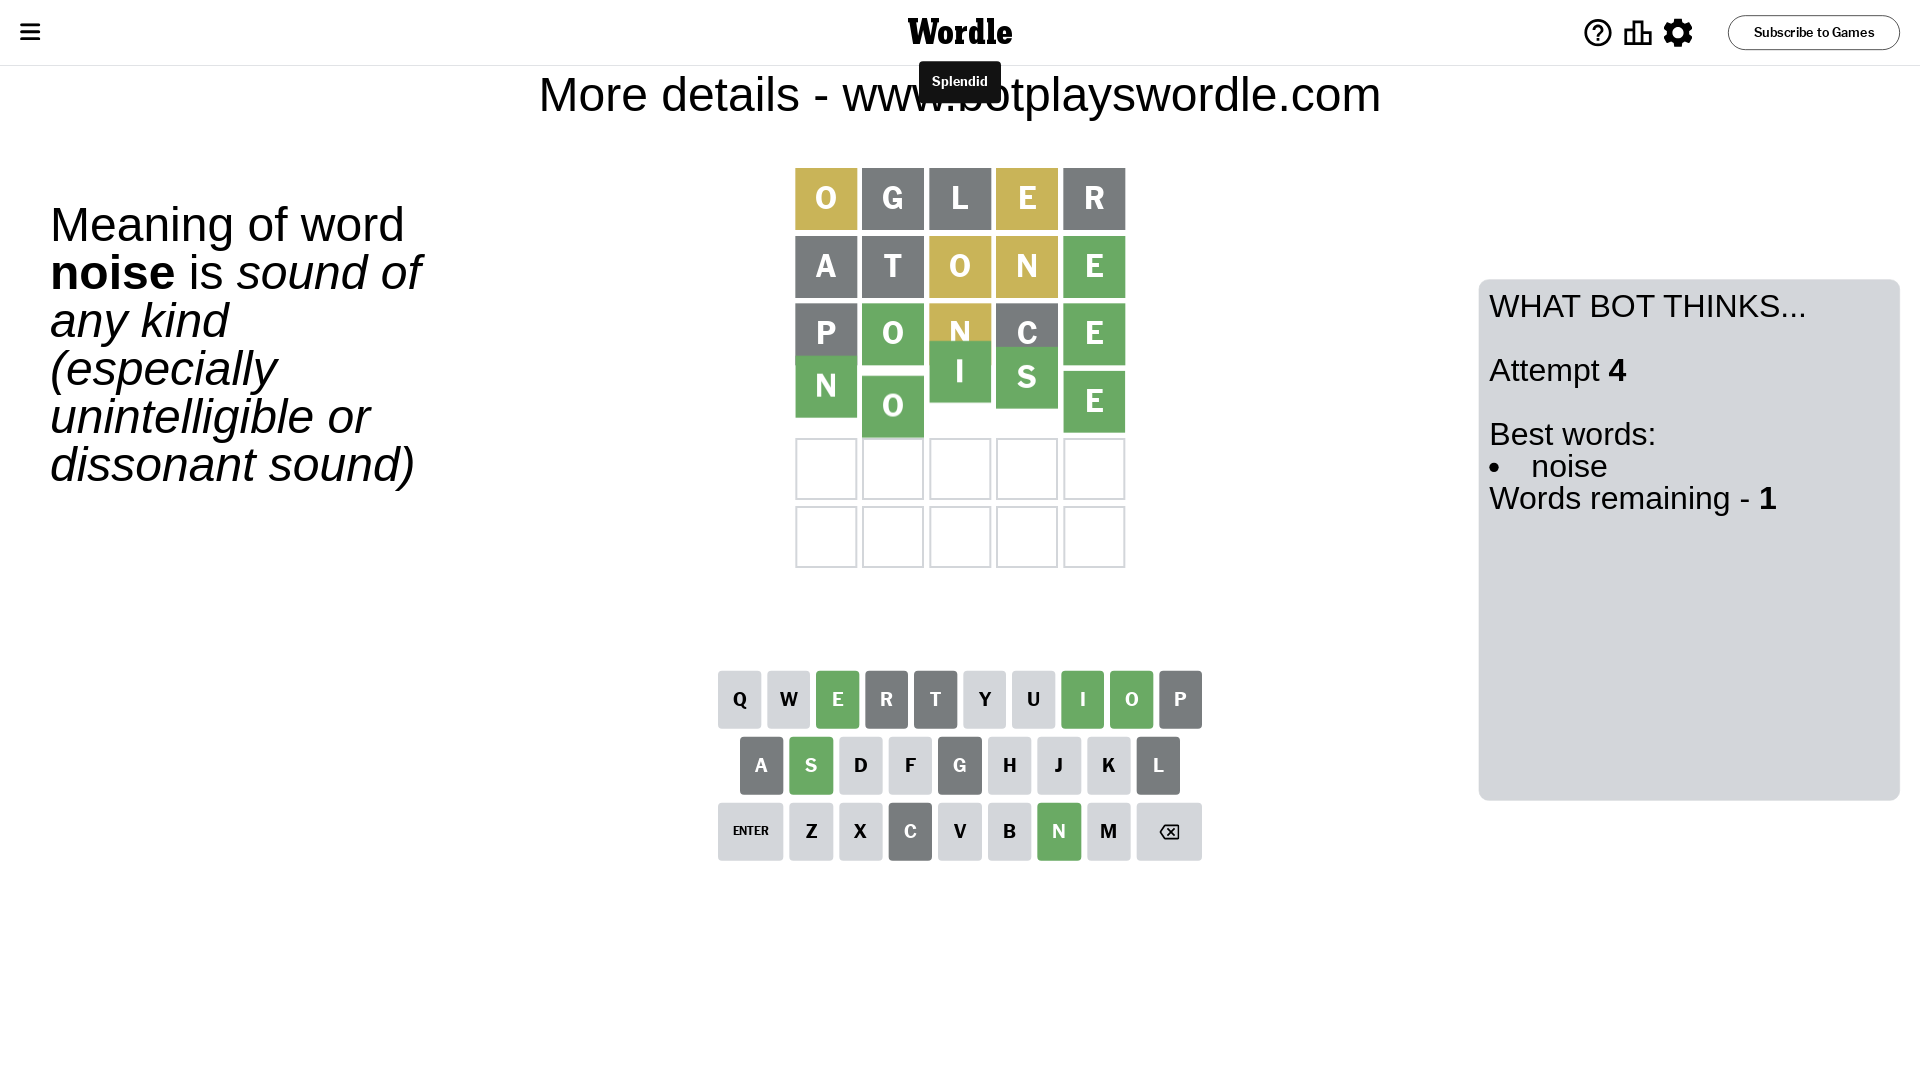 Wordle
Subscribe to Games
Splendid
More details - www.botplayswordle.com
Meaning of word
noise is sound of
any kind
(especially
unintelligible or
dissonant sound)
O G L E R
A T O N E
P O N C E
N O I S E
WHAT BOT THINKS...
Attempt 4
Best words:
• noise
Words remaining - 1
Q W E R T Y U I O P
A S D F G H J K L
ENTER Z X C V B N M